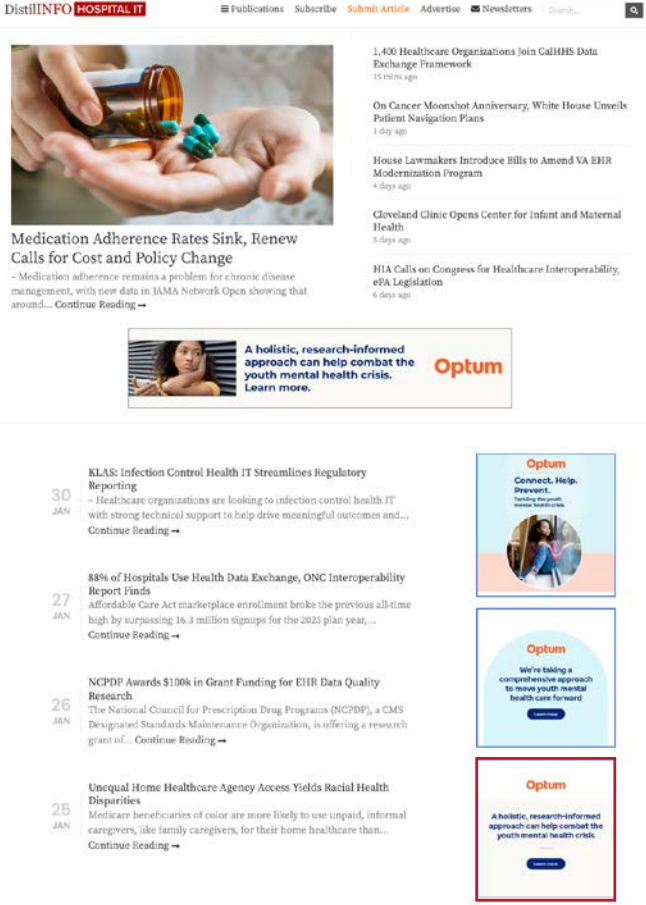 DistilINFO HOSPITAL IT
Publications Subscribe Submit Article Advertise Newsletters Search...
Medication Adherence Rates Sink, Renew
Calls for Cost and Policy Change
– Medication adherence remains a problem for chronic disease
management, with new data in JAMA Network Open showing that
around... Continue Reading →
1,400 Healthcare Organizations Join CalHHS Data
Exchange Framework
15 mins ago
On Cancer Moonshot Anniversary, White House Unveils
Patient Navigation Plans
1 day ago
House Lawmakers Introduce Bills to Amend VA EHR
Modernization Program
4 days ago
Cleveland Clinic Opens Center for Infant and Maternal
Health
5 days ago
HIA Calls on Congress for Healthcare Interoperability,
ePA Legislation
6 days ago
A holistic, research-informed
approach can help combat the
youth mental health crisis.
Learn more.
Optum
30
JAN
KLAS: Infection Control Health IT Streamlines Regulatory
Reporting
– Healthcare organizations are looking to infection control health IT
with strong technical support to help drive meaningful outcomes and...
Continue Reading →
27
JAN
88% of Hospitals Use Health Data Exchange, ONC Interoperability
Report Finds
Affordable Care Act marketplace enrollment broke the previous all-time
high by surpassing 16.3 million signups for the 2023 plan year,...
Continue Reading →
26
JAN
NCPDP Awards $100k in Grant Funding for EHR Data Quality
Research
The National Council for Prescription Drug Programs (NCPDP), a CMS
Designated Standards Maintenance Organization, is offering a research
grant of... Continue Reading →
25
JAN
Unequal Home Healthcare Agency Access Yields Racial Health
Disparities
Medicare beneficiaries of color are more likely to use unpaid, informal
caregivers, like family caregivers, for their home healthcare than...
Continue Reading →
Optum
Connect. Help.
Prevent.
Tackling the youth
mental health crisis
Optum
We're taking a
comprehensive approach
to move youth mental
health care forward
Learn more
Optum
A holistic, research-informed
approach can help combat the
youth mental health crisis
Learn more